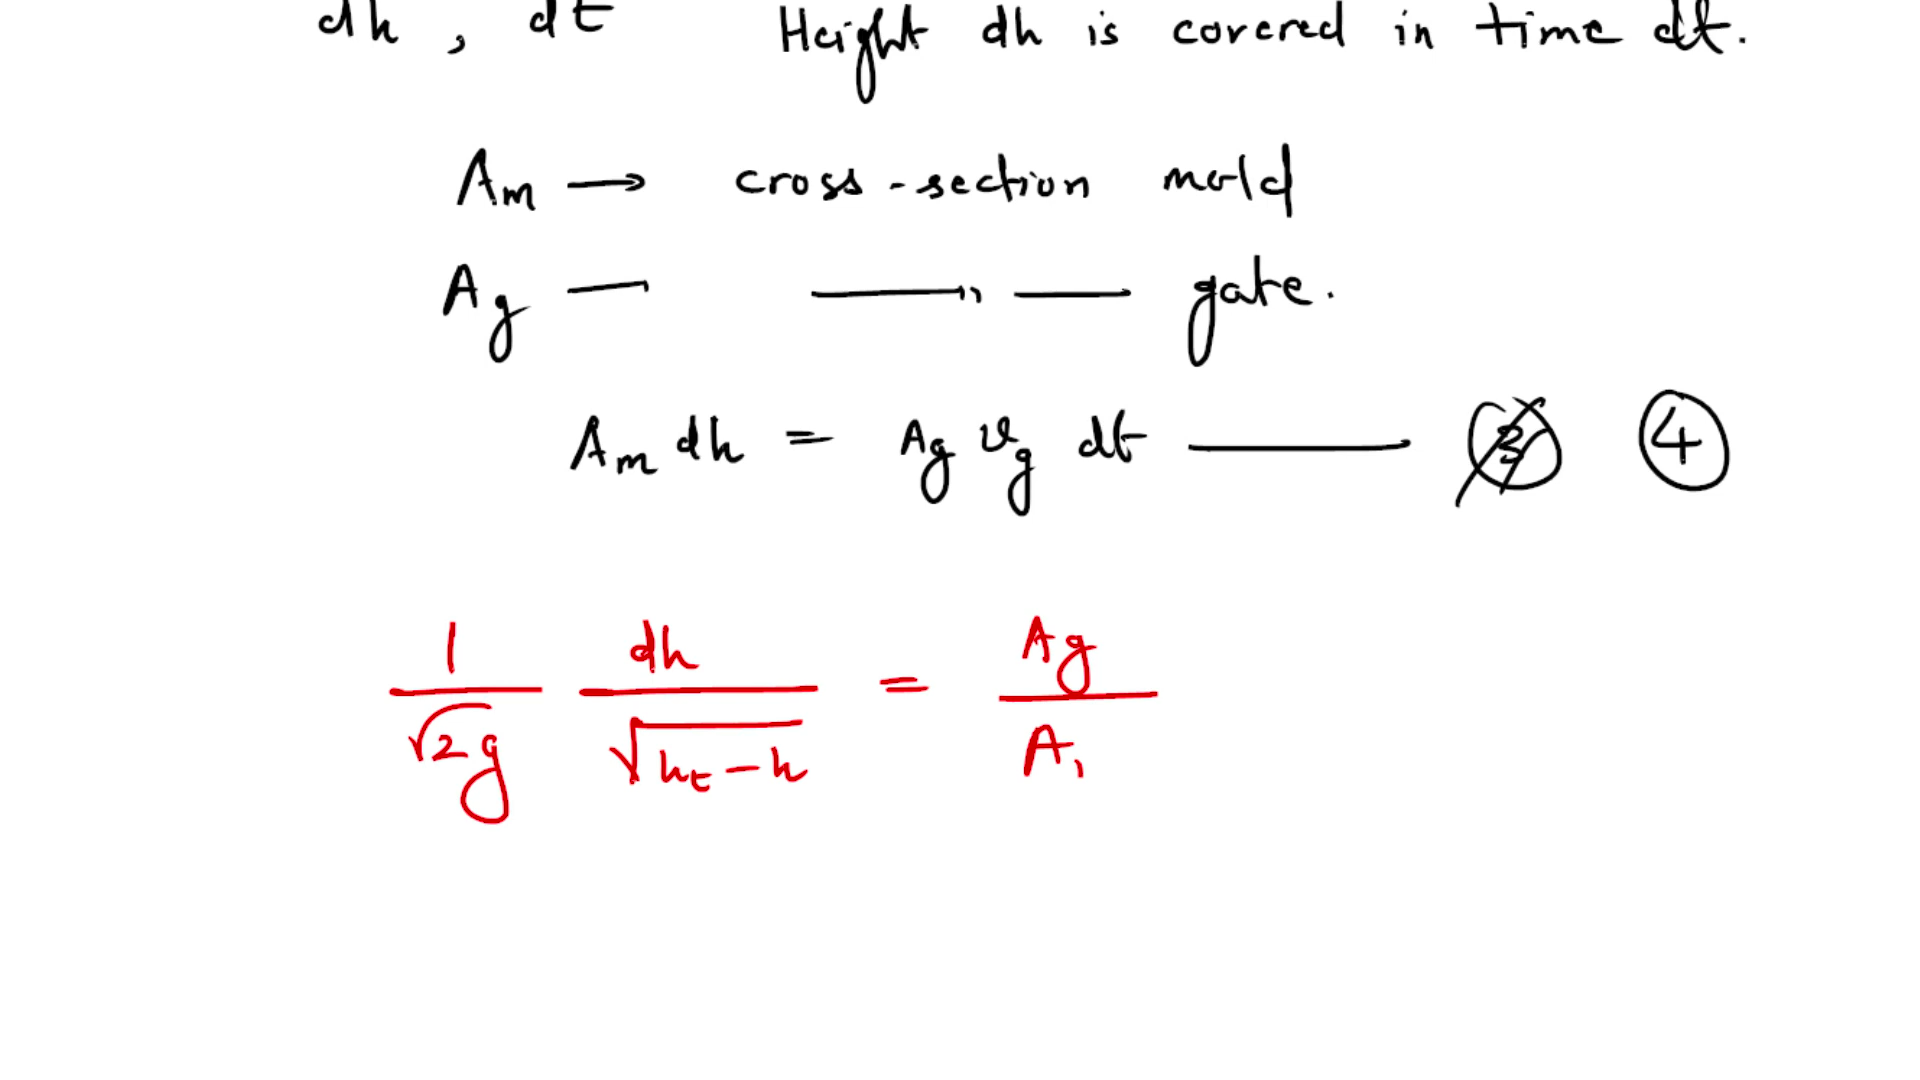 dh , dt Height dh is covered in time dt.
Am → cross-section mold
Ag — —— " —— gate.
Am dh = Ag vg dt —— 3 4
1/√2g dh/√ht-h = Ag/A,